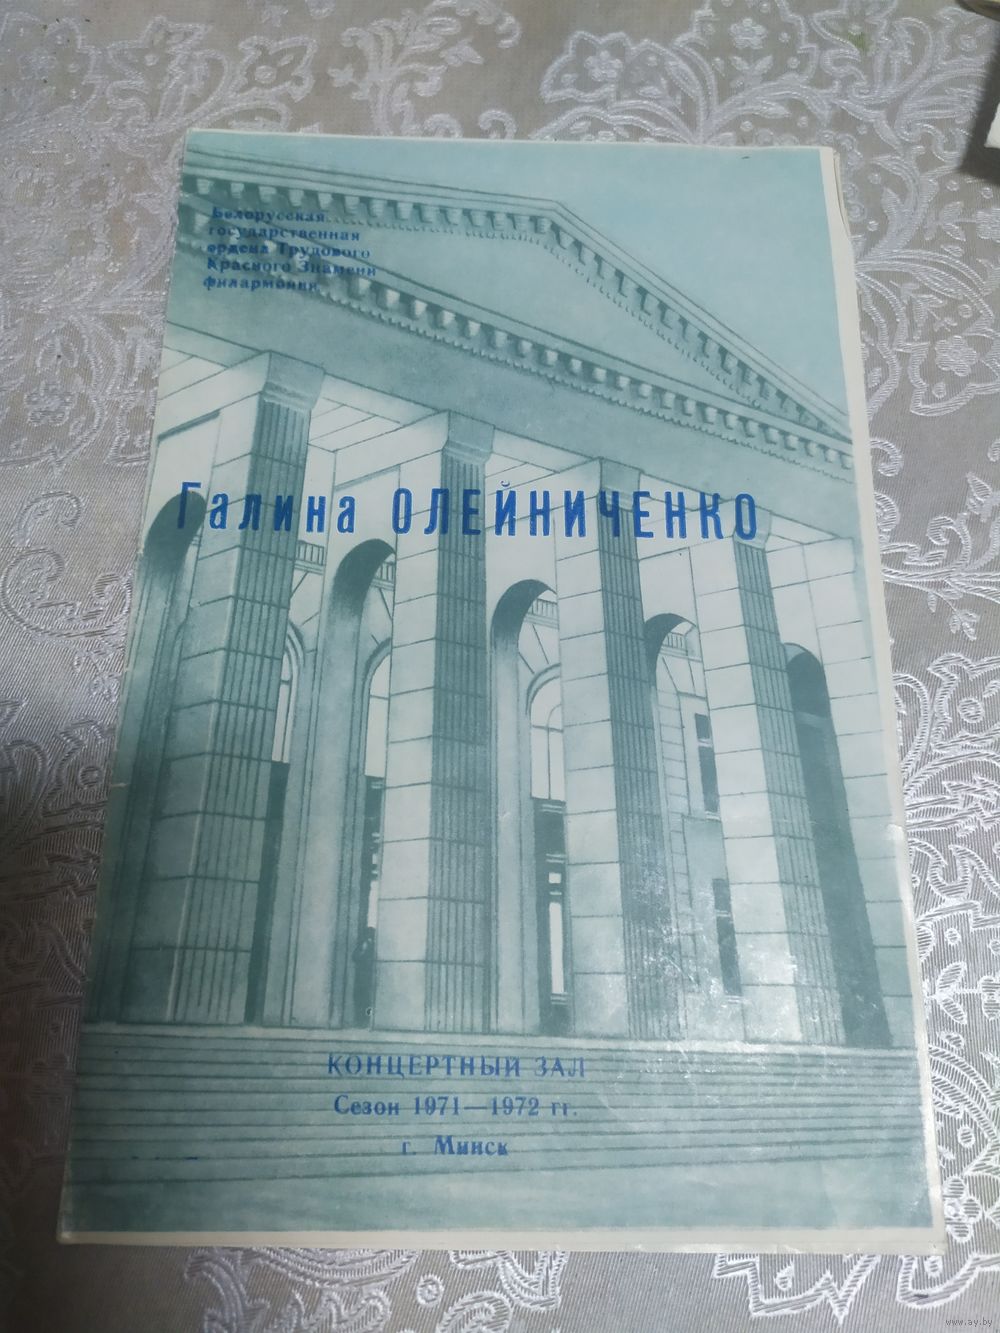 Белорусская
государственная
ордена Трудового
Красного Знамени
филармония
Галина ОЛЕЙНИЧЕНКО
КОНЦЕРТНЫЙ ЗАЛ
Сезон 1971—1972 гг.
г. Минск
www.ay.by